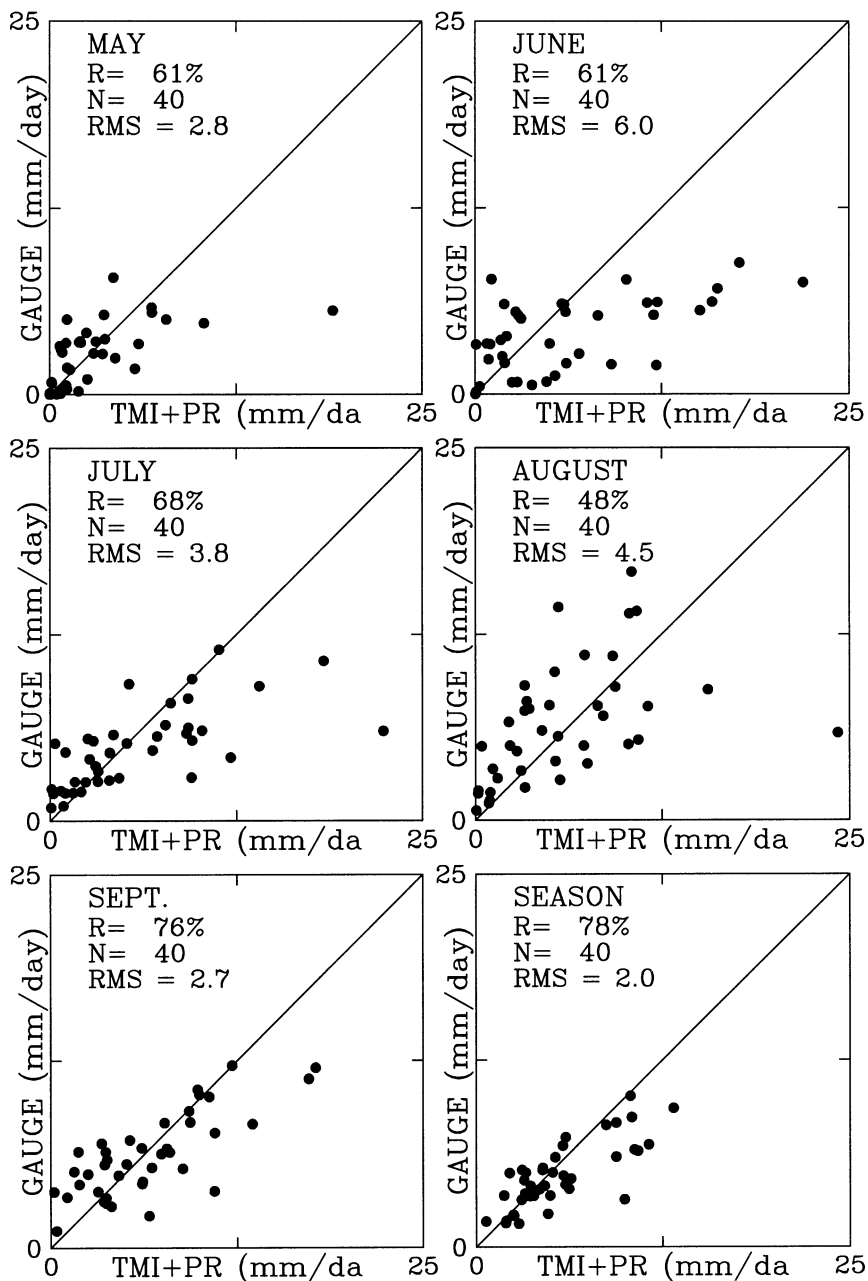 25
MAY
R= 61%
N= 40
RMS = 2.8
GAUGE (mm/day)
0
0
TMI+PR (mm/da
25
JUNE
R= 61%
N= 40
RMS = 6.0
GAUGE (mm/day)
0
TMI+PR (mm/da
25
25
JULY
R= 68%
N= 40
RMS = 3.8
GAUGE (mm/day)
0
0
TMI+PR (mm/da
25
AUGUST
R= 48%
N= 40
RMS = 4.5
GAUGE (mm/day)
0
TMI+PR (mm/da
25
25
SEPT.
R= 76%
N= 40
RMS = 2.7
GAUGE (mm/day)
0
0
TMI+PR (mm/da
25
SEASON
R= 78%
N= 40
RMS = 2.0
GAUGE (mm/day)
0
TMI+PR (mm/da
25